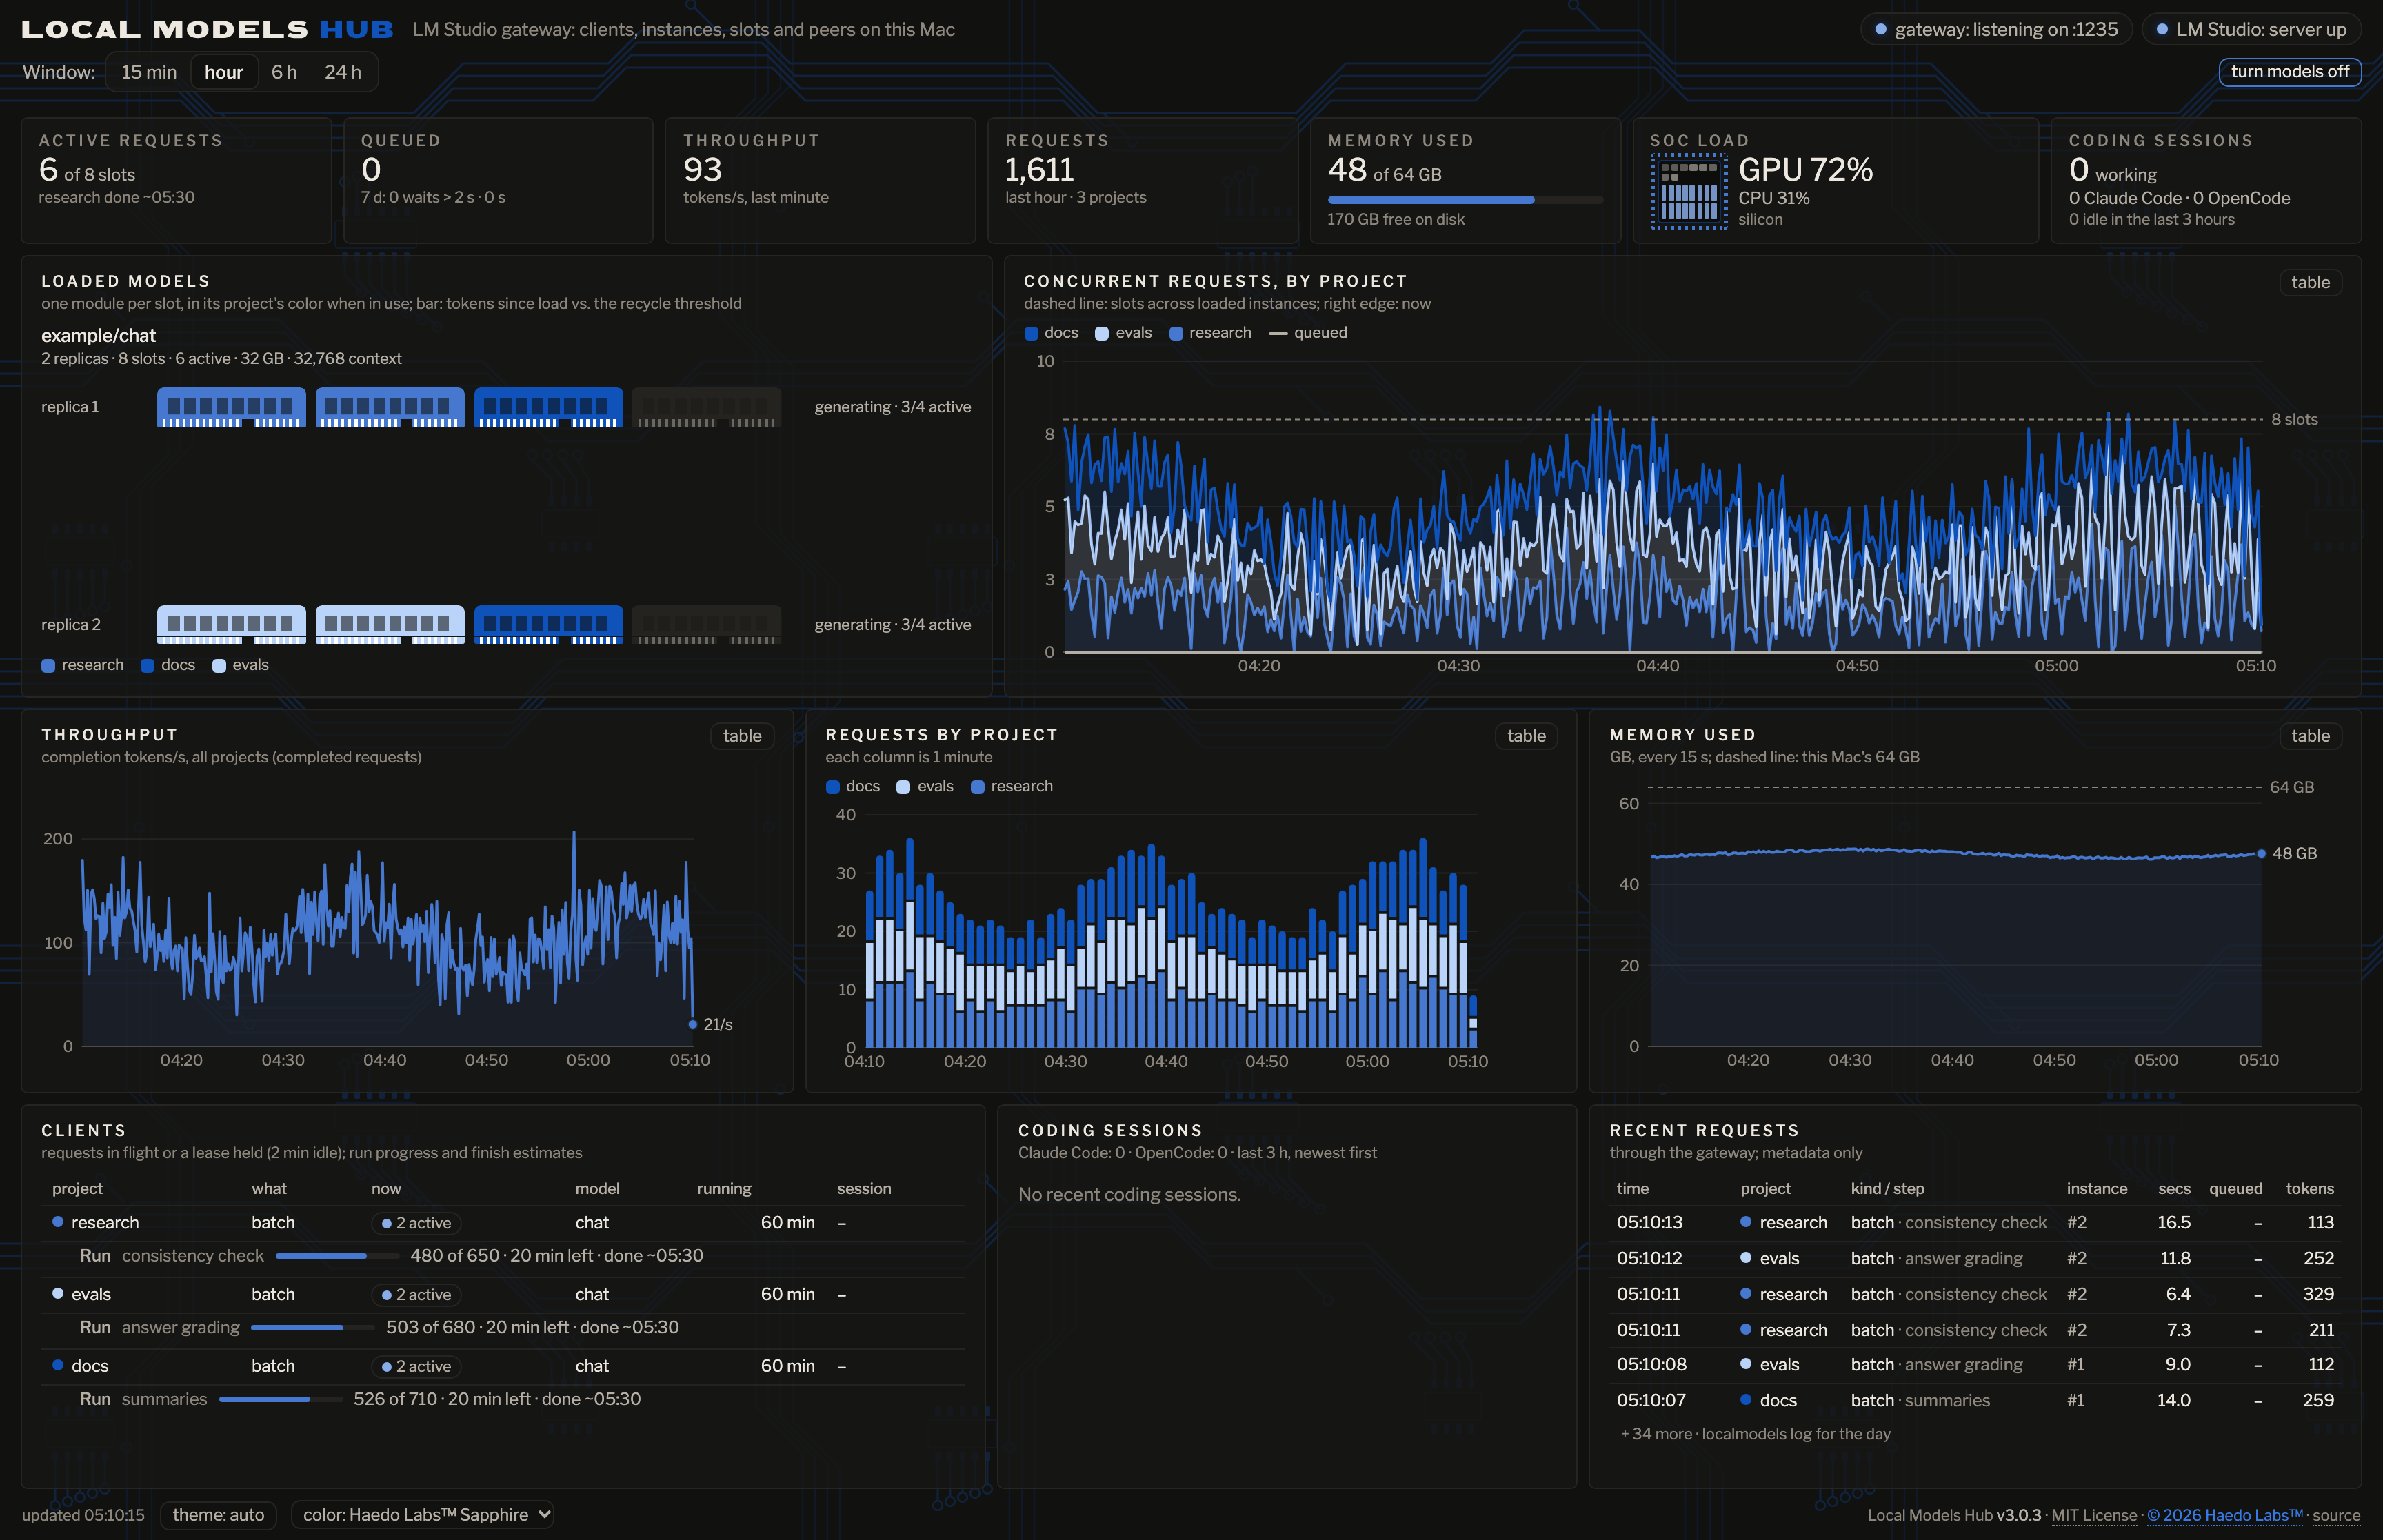 LOCAL MODELS HUB LM Studio gateway: clients, instances, slots and peers on this Mac
gateway: listening on :1235
LM Studio: server up
Window: 15 min hour 6 h 24 h
turn models off
ACTIVE REQUESTS
6 of 8 slots
research done ~05:30
QUEUED
0
7 d: 0 waits > 2 s · 0 s
THROUGHPUT
93
tokens/s, last minute
REQUESTS
1,611
last hour · 3 projects
MEMORY USED
48 of 64 GB
170 GB free on disk
SOC LOAD
GPU 72%
CPU 31%
silicon
CODING SESSIONS
0 working
0 Claude Code · 0 OpenCode
0 idle in the last 3 hours
LOADED MODELS
one module per slot, in its project's color when in use; bar: tokens since load vs. the recycle threshold
example/chat
2 replicas · 8 slots · 6 active · 32 GB · 32,768 context
replica 1
generating · 3/4 active
replica 2
generating · 3/4 active
research docs evals
CONCURRENT REQUESTS, BY PROJECT
table
dashed line: slots across loaded instances; right edge: now
docs evals research queued
10
8 slots
8
5
3
0
04:20 04:30 04:40 04:50 05:00 05:10
THROUGHPUT
table
completion tokens/s, all projects (completed requests)
200
100
21/s
0
04:20 04:30 04:40 04:50 05:00 05:10
REQUESTS BY PROJECT
table
each column is 1 minute
docs evals research
40
30
20
10
0
04:10 04:20 04:30 04:40 04:50 05:00 05:10
MEMORY USED
table
GB, every 15 s; dashed line: this Mac's 64 GB
64 GB
60
48 GB
40
20
0
04:20 04:30 04:40 04:50 05:00 05:10
CLIENTS
requests in flight or a lease held (2 min idle); run progress and finish estimates
project what now model running session
research batch 2 active chat 60 min –
Run consistency check 480 of 650 · 20 min left · done ~05:30
evals batch 2 active chat 60 min –
Run answer grading 503 of 680 · 20 min left · done ~05:30
docs batch 2 active chat 60 min –
Run summaries 526 of 710 · 20 min left · done ~05:30
CODING SESSIONS
Claude Code: 0 · OpenCode: 0 · last 3 h, newest first
No recent coding sessions.
RECENT REQUESTS
through the gateway; metadata only
time project kind / step instance secs queued tokens
05:10:13 research batch · consistency check #2 16.5 – 113
05:10:12 evals batch · answer grading #2 11.8 – 252
05:10:11 research batch · consistency check #2 6.4 – 329
05:10:11 research batch · consistency check #2 7.3 – 211
05:10:08 evals batch · answer grading #1 9.0 – 112
05:10:07 docs batch · summaries #1 14.0 – 259
+ 34 more · localmodels log for the day
updated 05:10:15
theme: auto
color: Haedo Labs™ Sapphire
Local Models Hub v3.0.3 · MIT License · © 2026 Haedo Labs™ · source